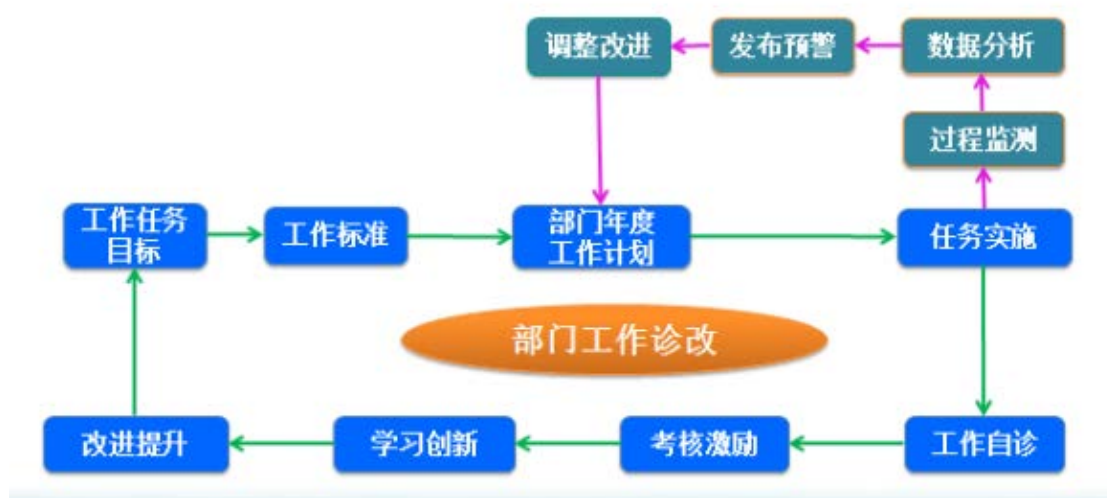 调整改进
发布预警
数据分析
过程监测
工作任务
目标
工作标准
部门年度
工作计划
任务实施
部门工作诊改
改进提升
学习创新
考核激励
工作自诊